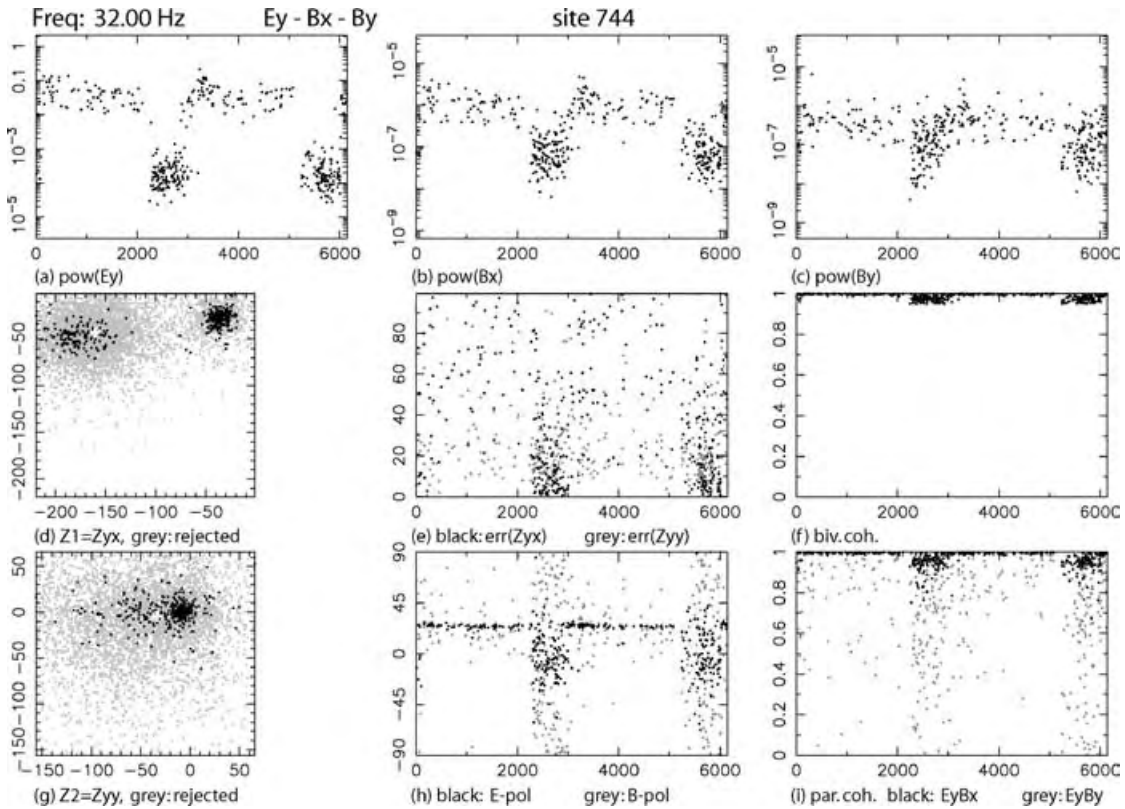 Freq: 32.00 Hz Ey - Bx - By site 744
1
0.1
10⁻³
10⁻⁵
0 2000 4000 6000
(a) pow(Ey)
10⁻⁵
10⁻⁷
10⁻⁹
0 2000 4000 6000
(b) pow(Bx)
10⁻⁵
10⁻⁷
10⁻⁹
0 2000 4000 6000
(c) pow(By)
−50
−100
−150
−200
−200 −150 −100 −50
(d) Z1=Zyx, grey: rejected
80
60
40
20
0
0 2000 4000 6000
(e) black: err(Zyx) grey: err(Zyy)
1
0.8
0.6
0.4
0.2
0
0 2000 4000 6000
(f) biv. coh.
50
0
−50
−100
−150
−150 −100 −50 0 50
(g) Z2=Zyy, grey: rejected
90
45
0
−45
−90
0 2000 4000 6000
(h) black: E-pol grey: B-pol
1
0.8
0.6
0.4
0.2
0
0 2000 4000 6000
(i) par. coh. black: EyBx grey: EyBy